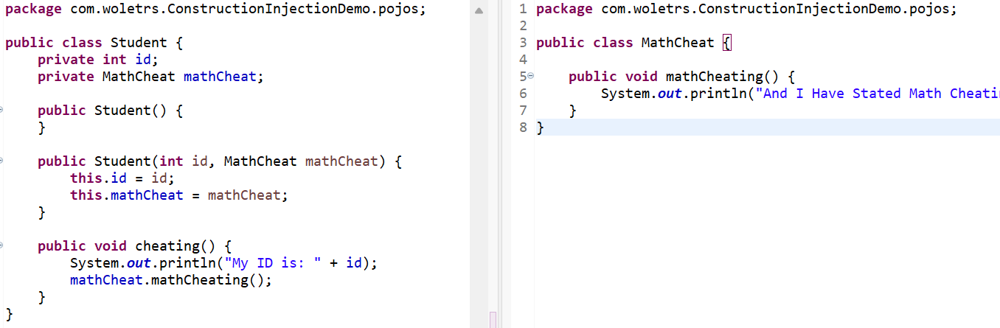 package com.woletrs.ConstructionInjectionDemo.pojos;
public class Student {
private int id;
private MathCheat mathCheat;
public Student() {
}
public Student(int id, MathCheat mathCheat) {
this.id = id;
this.mathCheat = mathCheat;
}
public void cheating() {
System.out.println("My ID is: " + id);
mathCheat.mathCheating();
}
}
1 package com.woletrs.ConstructionInjectionDemo.pojos;
2
3 public class MathCheat {
4
5 public void mathCheating() {
6 System.out.println("And I Have Stated Math
7 }
8 }